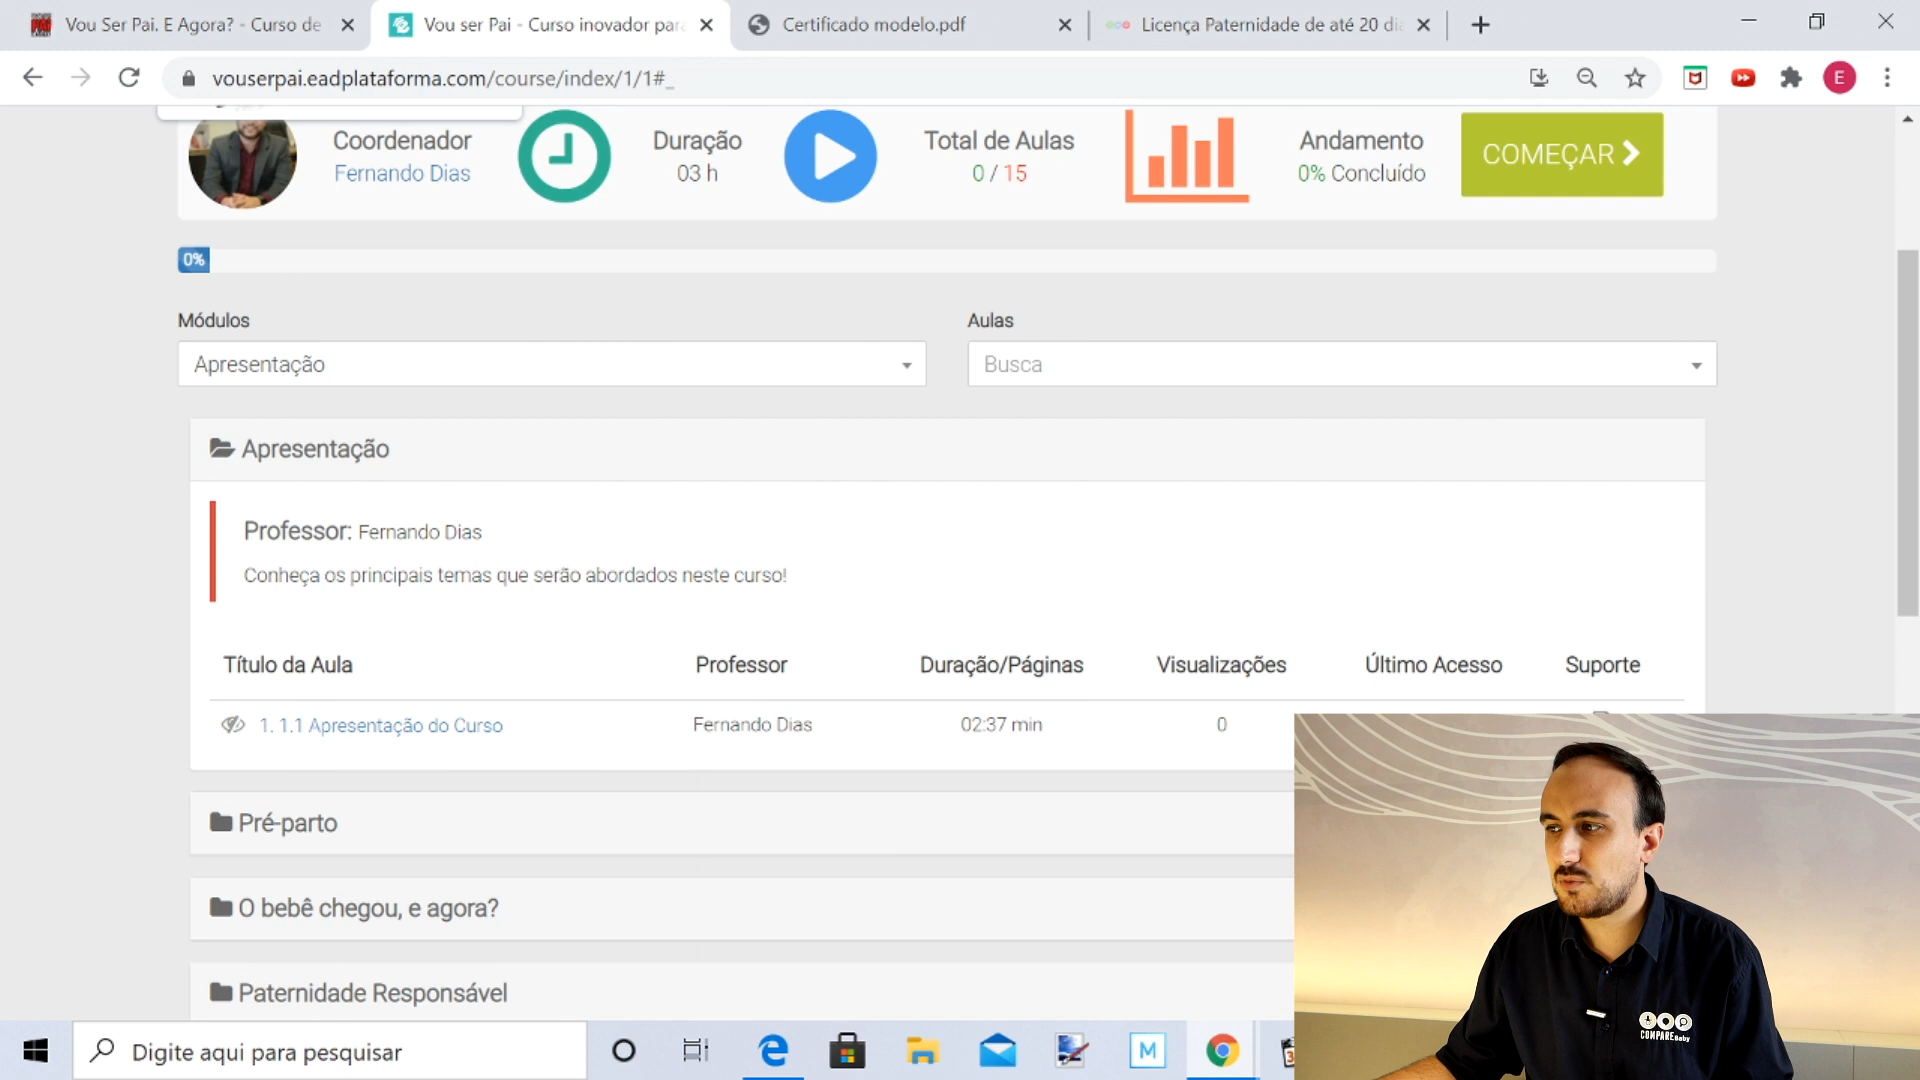 Vou Ser Pai. E Agora? - Curso de
Vou ser Pai - Curso inovador para
Certificado modelo.pdf
Licença Paternidade de até 20 dia
vouserpai.eadplataforma.com/course/index/1/1#_
E
Coordenador
Fernando Dias
Duração
03 h
Total de Aulas
0 / 15
Andamento
0% Concluído
COMEÇAR
0%
Módulos
Aulas
Apresentação
Busca
Apresentação
Professor: Fernando Dias
Conheça os principais temas que serão abordados neste curso!
Título da Aula Professor Duração/Páginas Visualizações Último Acesso Suporte
1. 1.1 Apresentação do Curso Fernando Dias 02:37 min 0
Pré-parto
O bebê chegou, e agora?
Paternidade Responsável
COMPARE Baby
Digite aqui para pesquisar
M